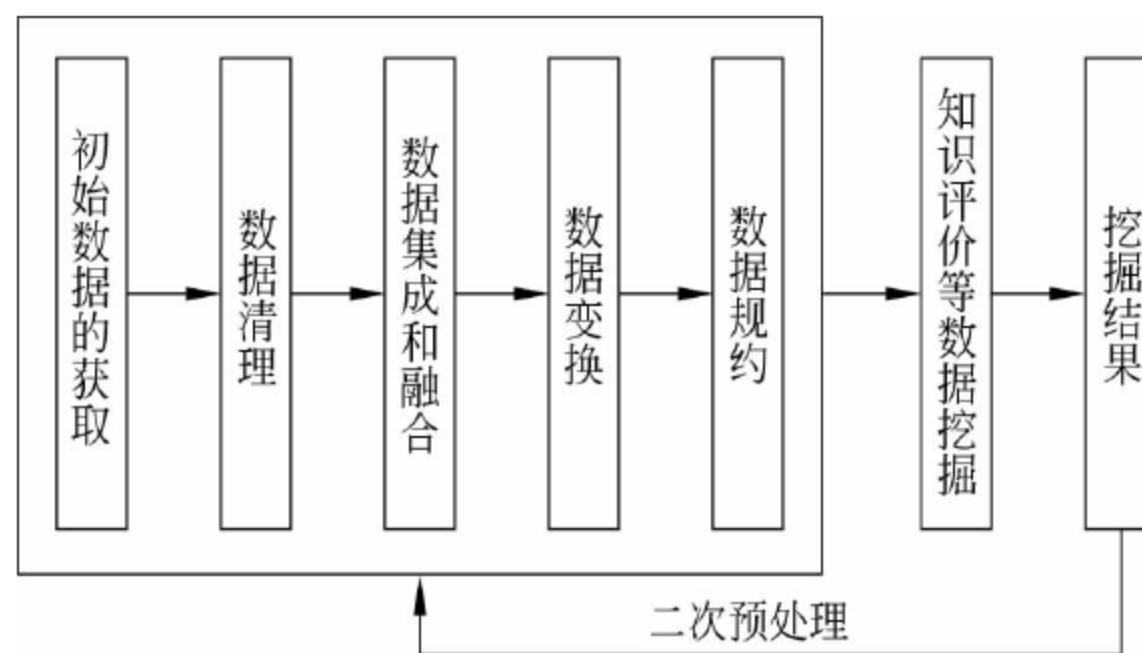 初始数据的获取
数据清理
数据集成和融合
数据变换
数据规约
知识评价等数据挖掘
挖掘结果
二次预处理